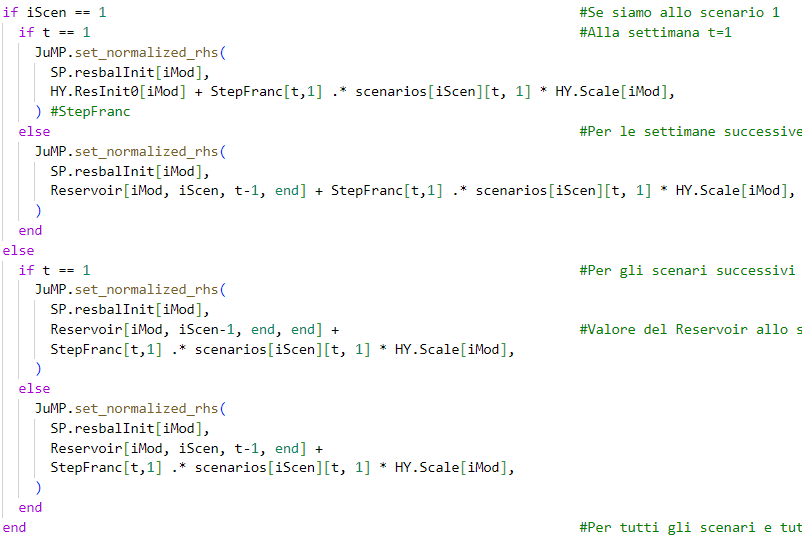 if iScen == 1 #Se siamo allo scenario 1
if t == 1 #Alla settimana t=1
JuMP.set_normalized_rhs(
SP.resbalInit[iMod],
HY.ResInit0[iMod] + StepFranc[t,1] .* scenarios[iScen][t, 1] * HY.Scale[iMod],
) #StepFranc
else #Per le settimane successive
JuMP.set_normalized_rhs(
SP.resbalInit[iMod],
Reservoir[iMod, iScen, t-1, end] + StepFranc[t,1] .* scenarios[iScen][t, 1] * HY.Scale[iMod],
)
end
else
if t == 1 #Per gli scenari successivi
JuMP.set_normalized_rhs(
SP.resbalInit[iMod],
Reservoir[iMod, iScen-1, end, end] + #Valore del Reservoir allo s
StepFranc[t,1] .* scenarios[iScen][t, 1] * HY.Scale[iMod],
)
else
JuMP.set_normalized_rhs(
SP.resbalInit[iMod],
Reservoir[iMod, iScen, t-1, end] +
StepFranc[t,1] .* scenarios[iScen][t, 1] * HY.Scale[iMod],
)
end
end #Per tutti gli scenari e tut